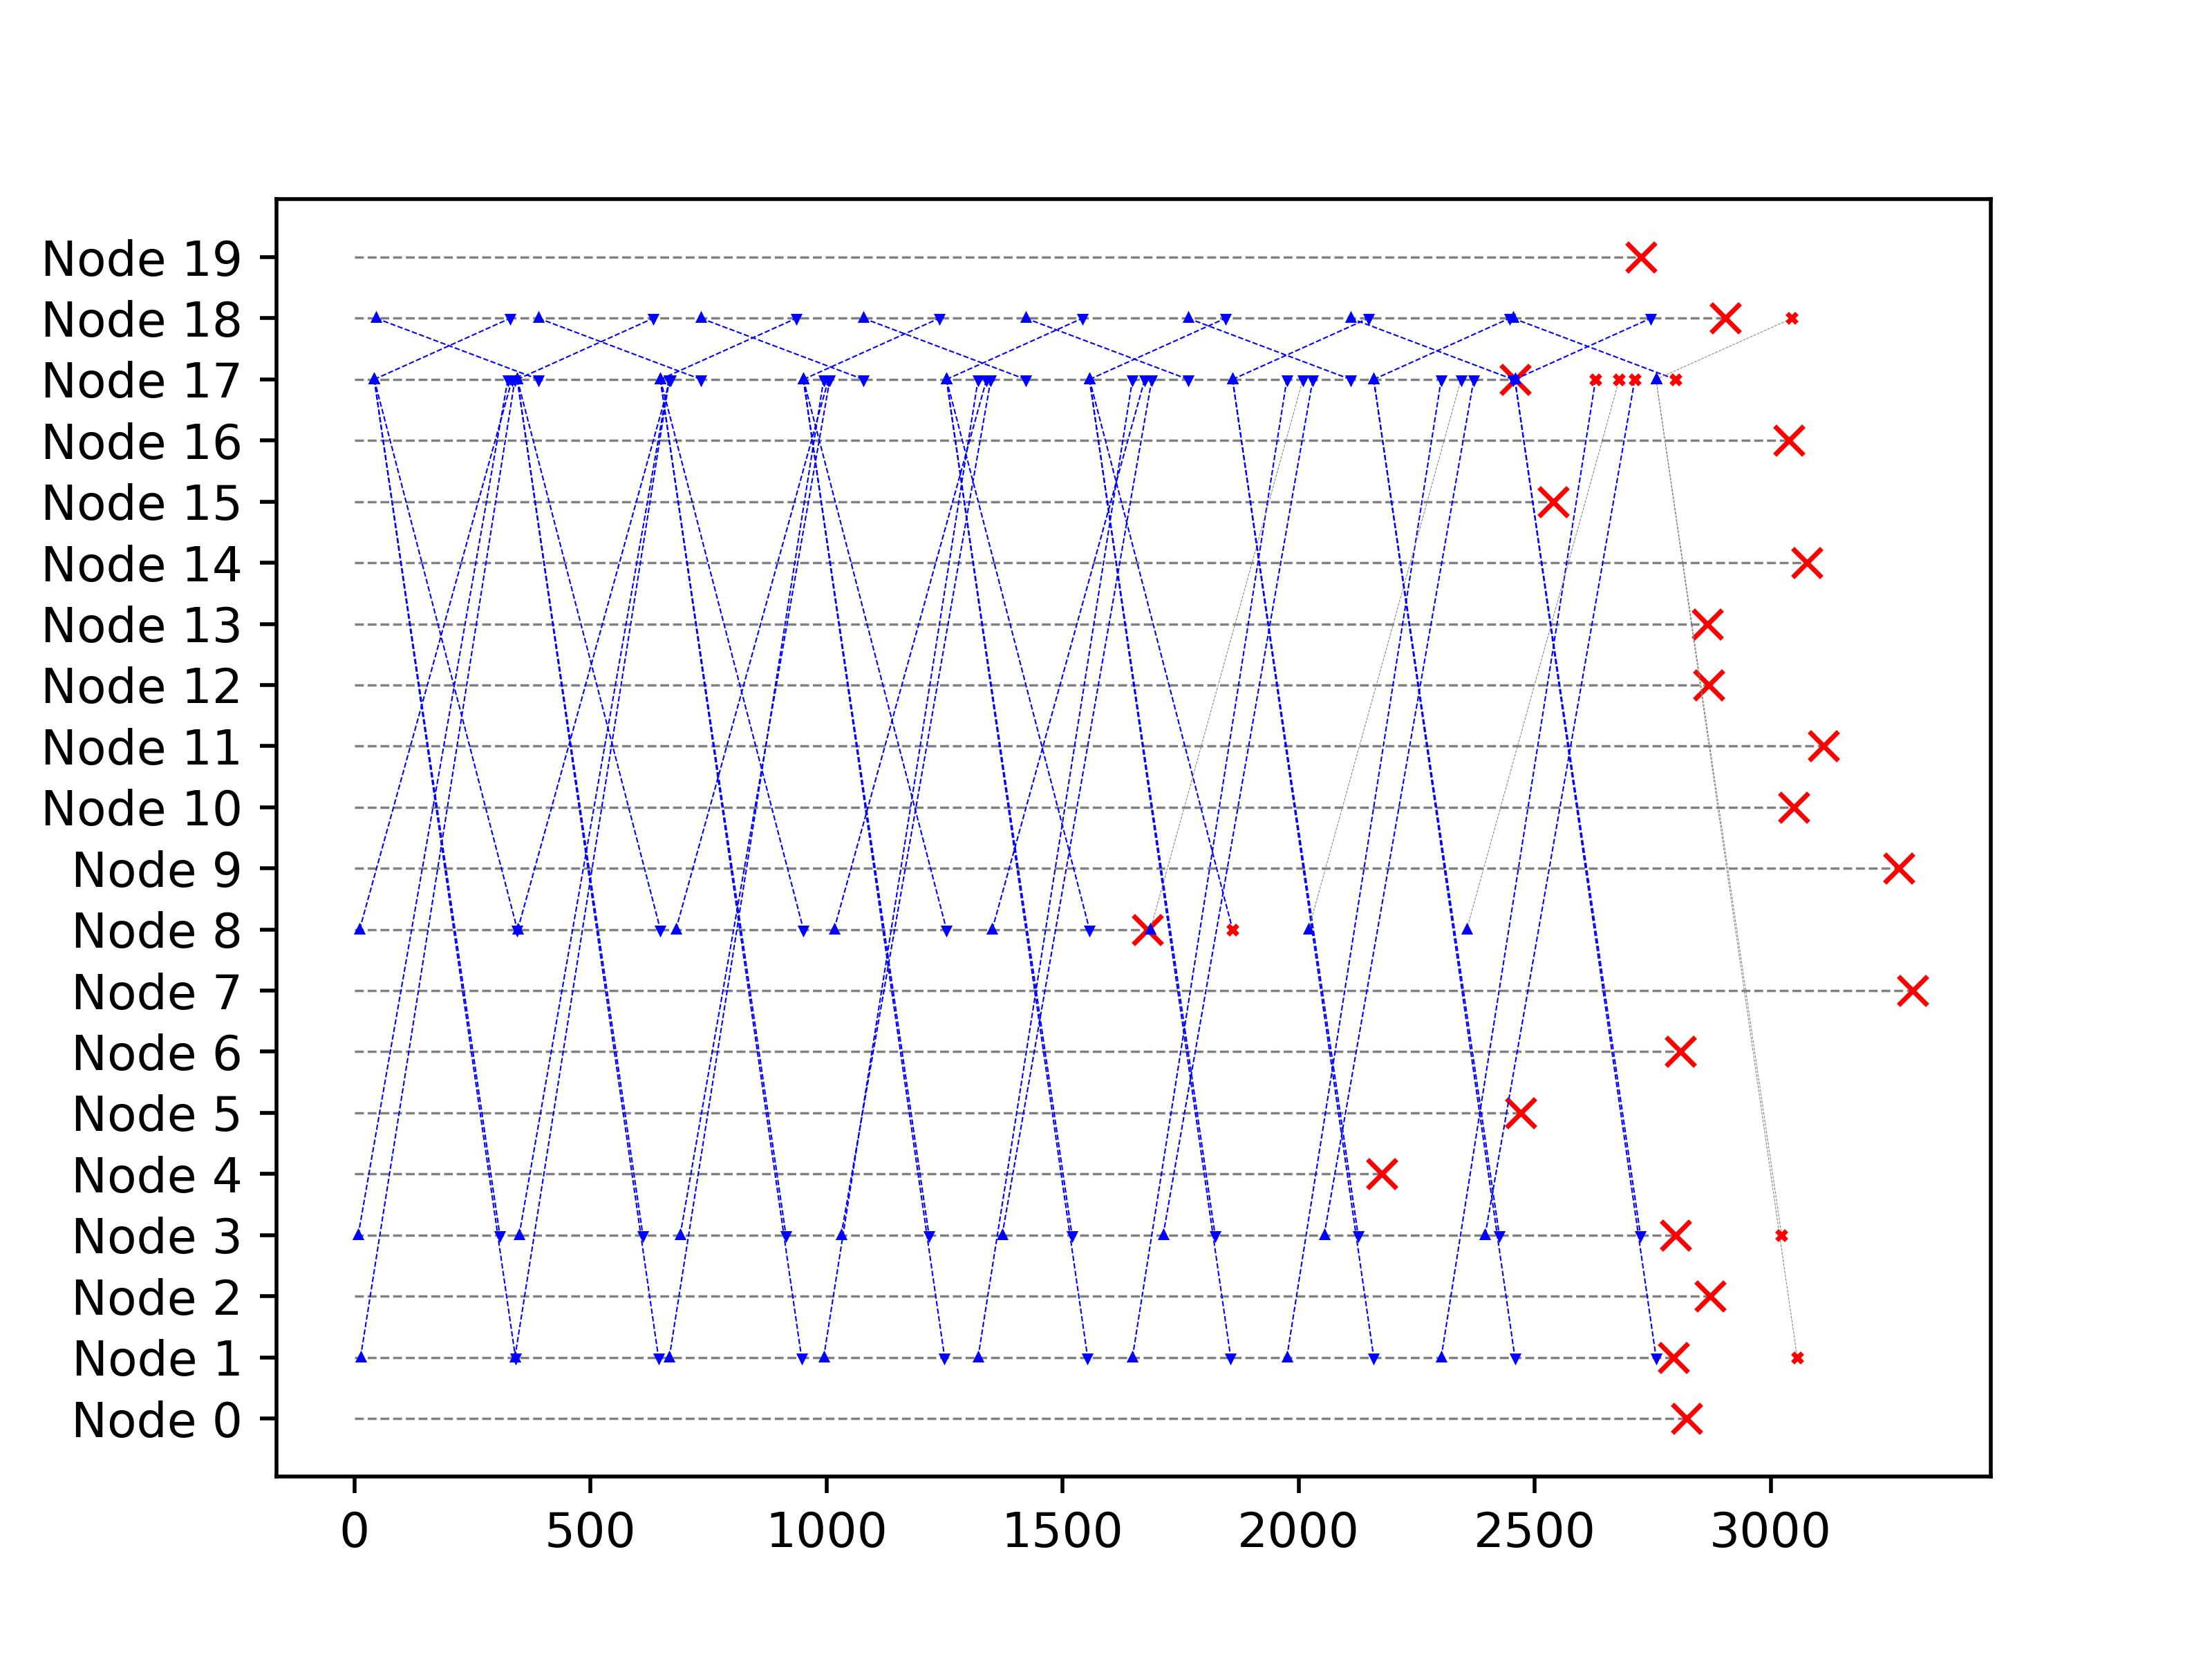 Node 19
Node 18
Node 17
Node 16
Node 15
Node 14
Node 13
Node 12
Node 11
Node 10
Node 9
Node 8
Node 7
Node 6
Node 5
Node 4
Node 3
Node 2
Node 1
Node 0
0 500 1000 1500 2000 2500 3000